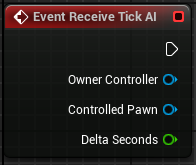 Event Receive Tick AI
Owner Controller
Controlled Pawn
Delta Seconds